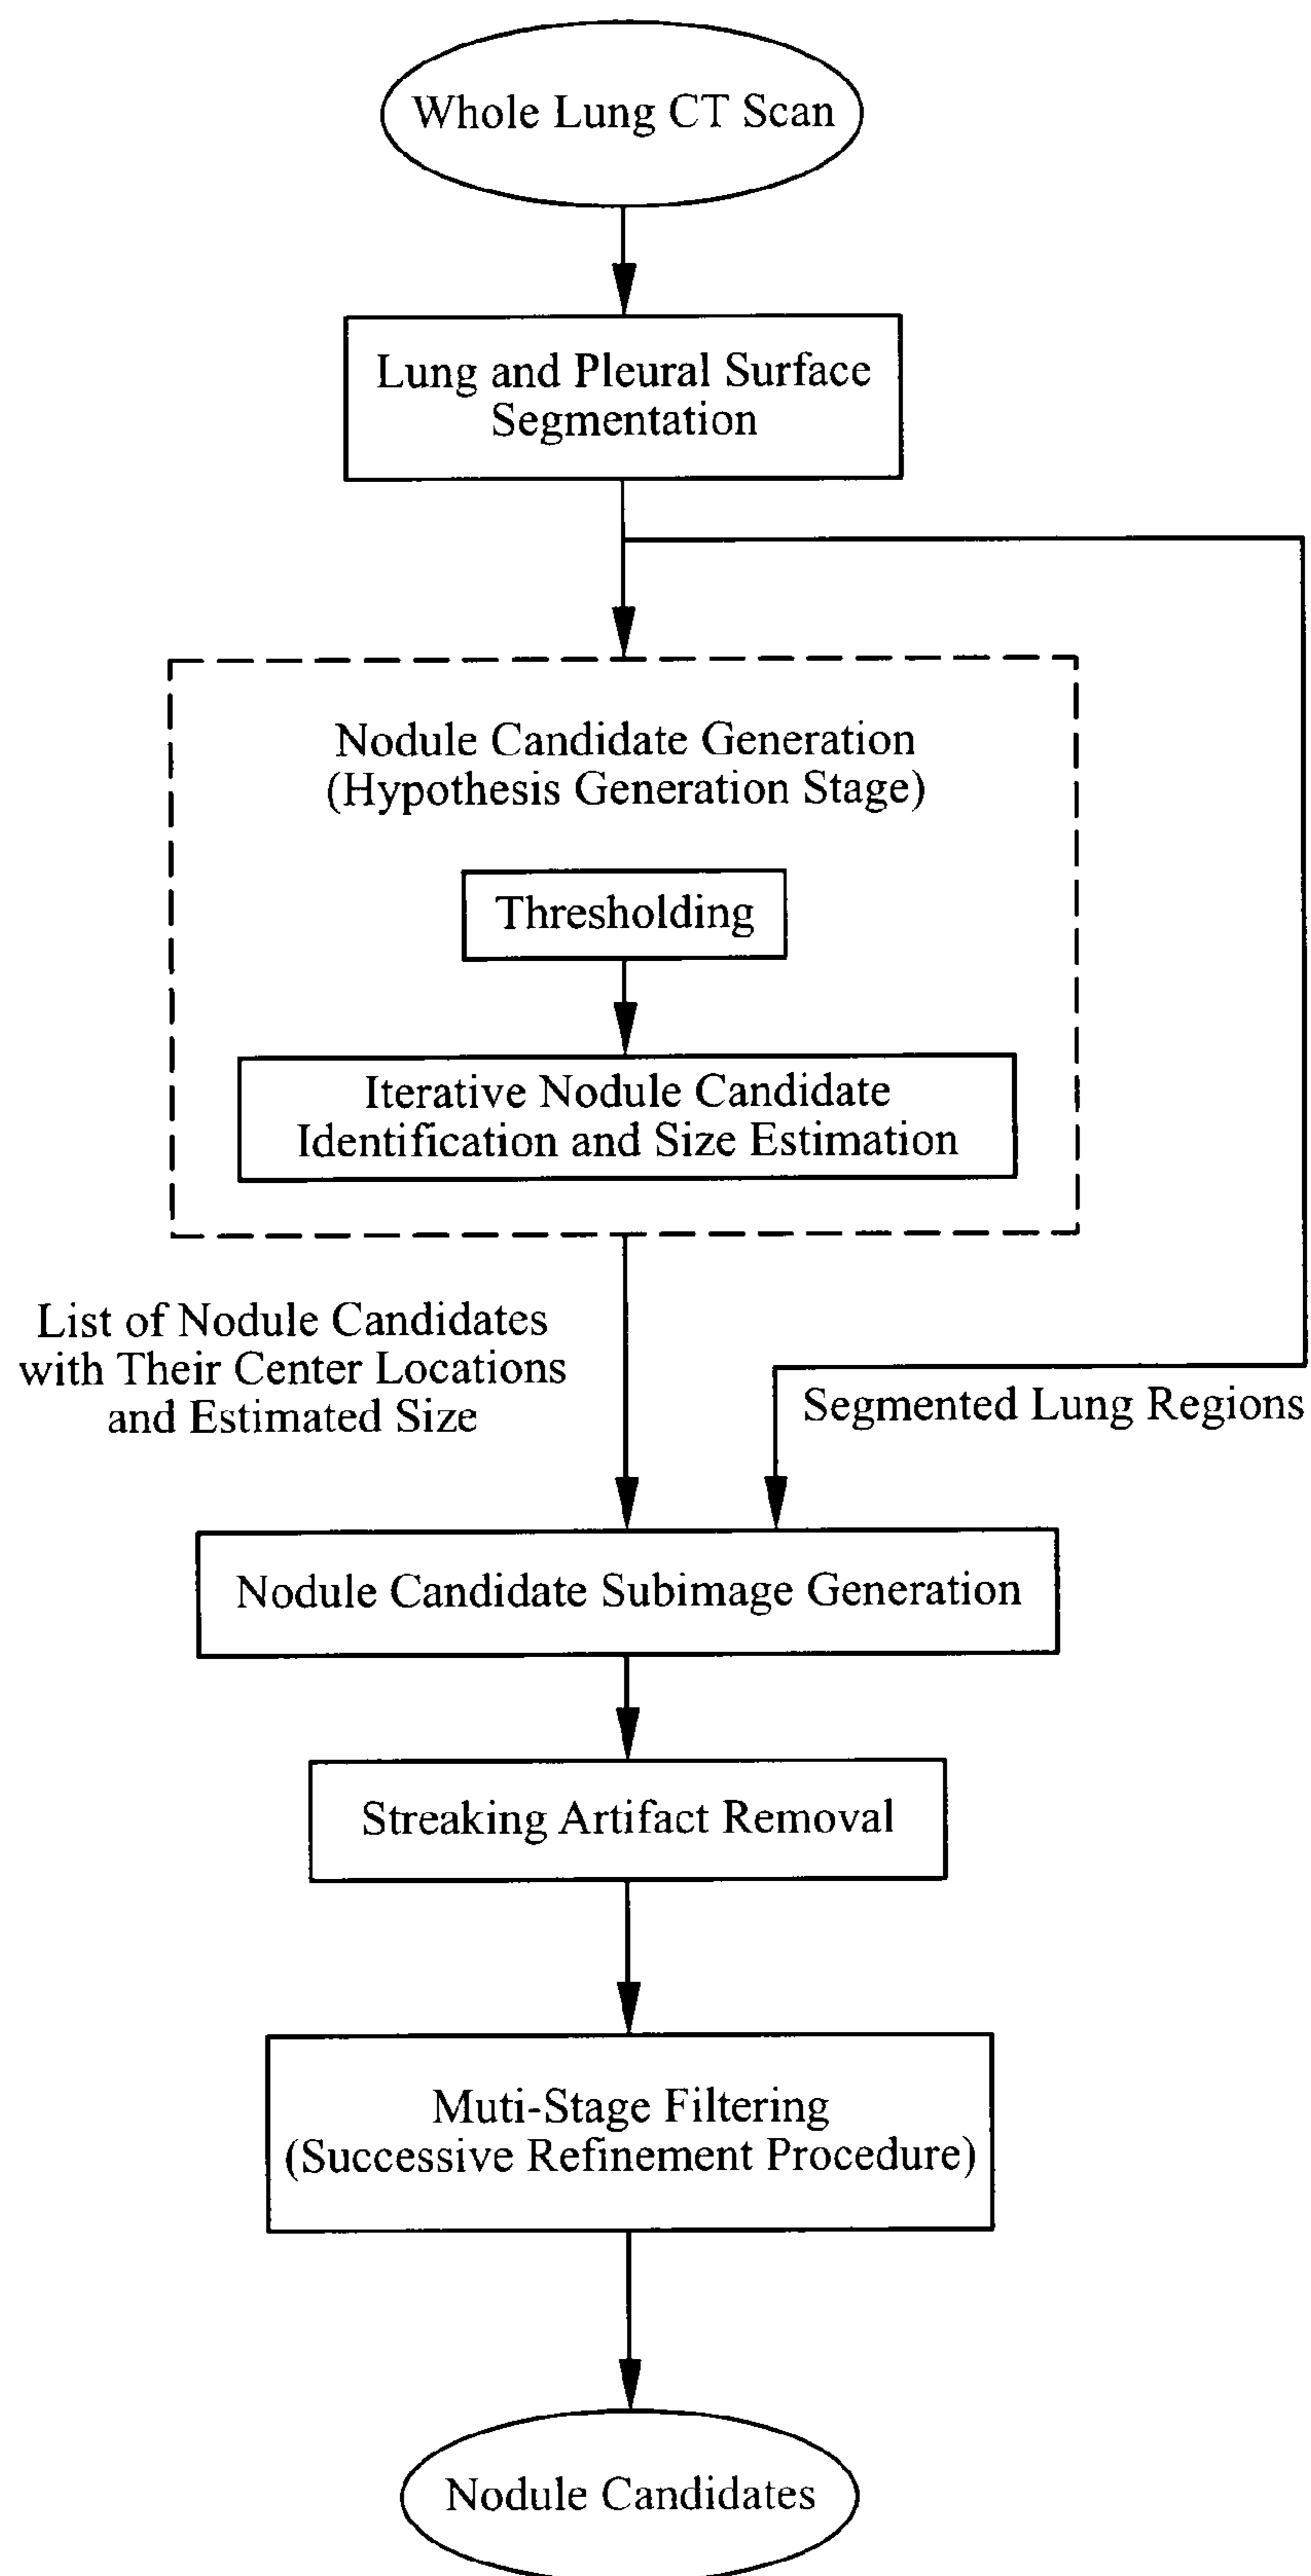 Whole Lung CT Scan
Lung and Pleural Surface
Segmentation
Nodule Candidate Generation
(Hypothesis Generation Stage)
Thresholding
Iterative Nodule Candidate
Identification and Size Estimation
List of Nodule Candidates
with Their Center Locations
and Estimated Size
Segmented Lung Regions
Nodule Candidate Subimage Generation
Streaking Artifact Removal
Muti-Stage Filtering
(Successive Refinement Procedure)
Nodule Candidates